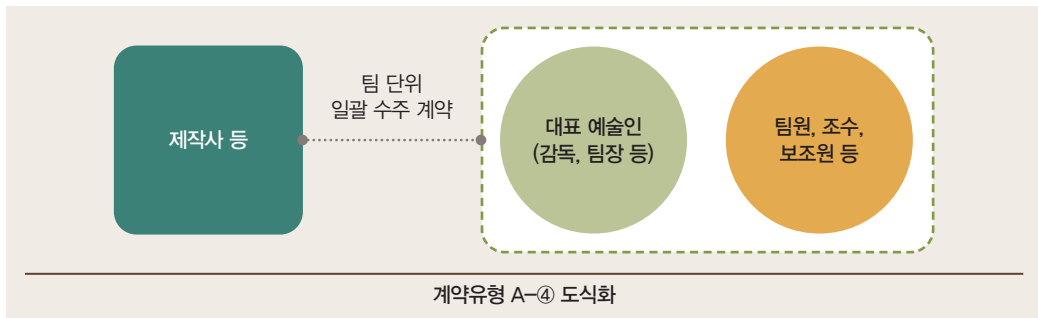 제작사 등
팀 단위
일괄 수주 계약
대표 예술인
(감독, 팀장 등)
팀원, 조수,
보조원 등
계약유형 A-④ 도식화